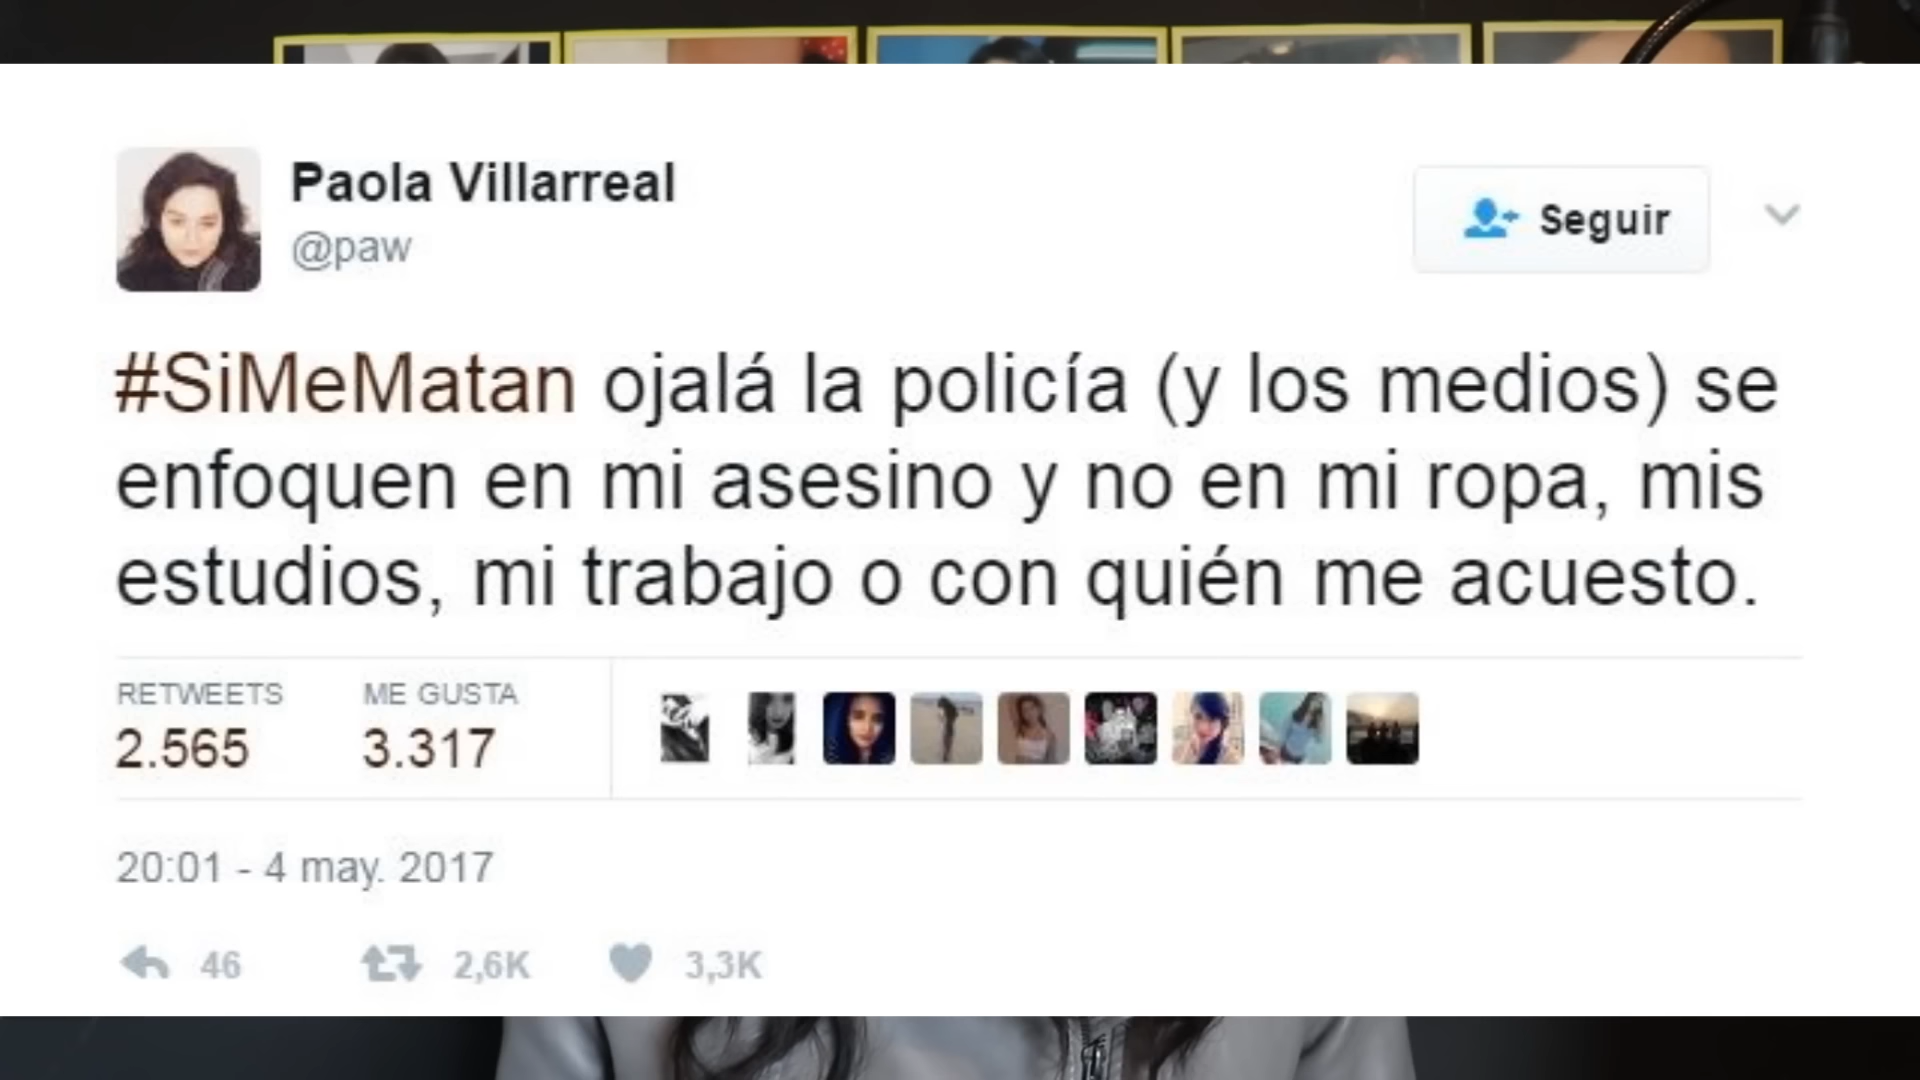 Paola Villarreal
@paw
Seguir
#SiMeMatan ojalá la policía (y los medios) se
enfoquen en mi asesino y no en mi ropa, mis
estudios, mi trabajo o con quién me acuesto.
RETWEETS ME GUSTA
2.565 3.317
20:01 - 4 may. 2017
46 2,6K 3,3K